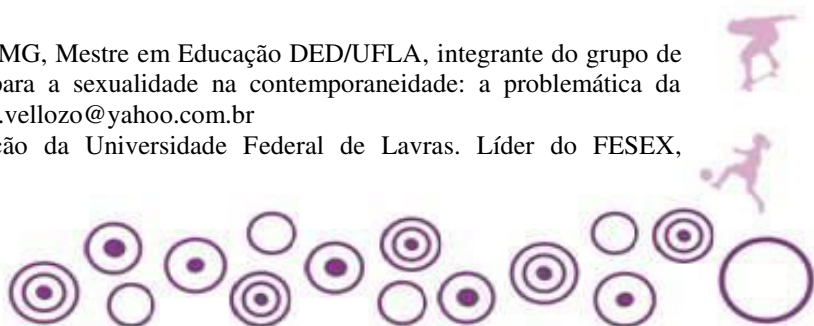 MG, Mestre em Educação DED/UFLA, integrante do grupo de
para a sexualidade na contemporaneidade: a problemática da
.vellozo@yahoo.com.br
ção da Universidade Federal de Lavras. Líder do FESEX,